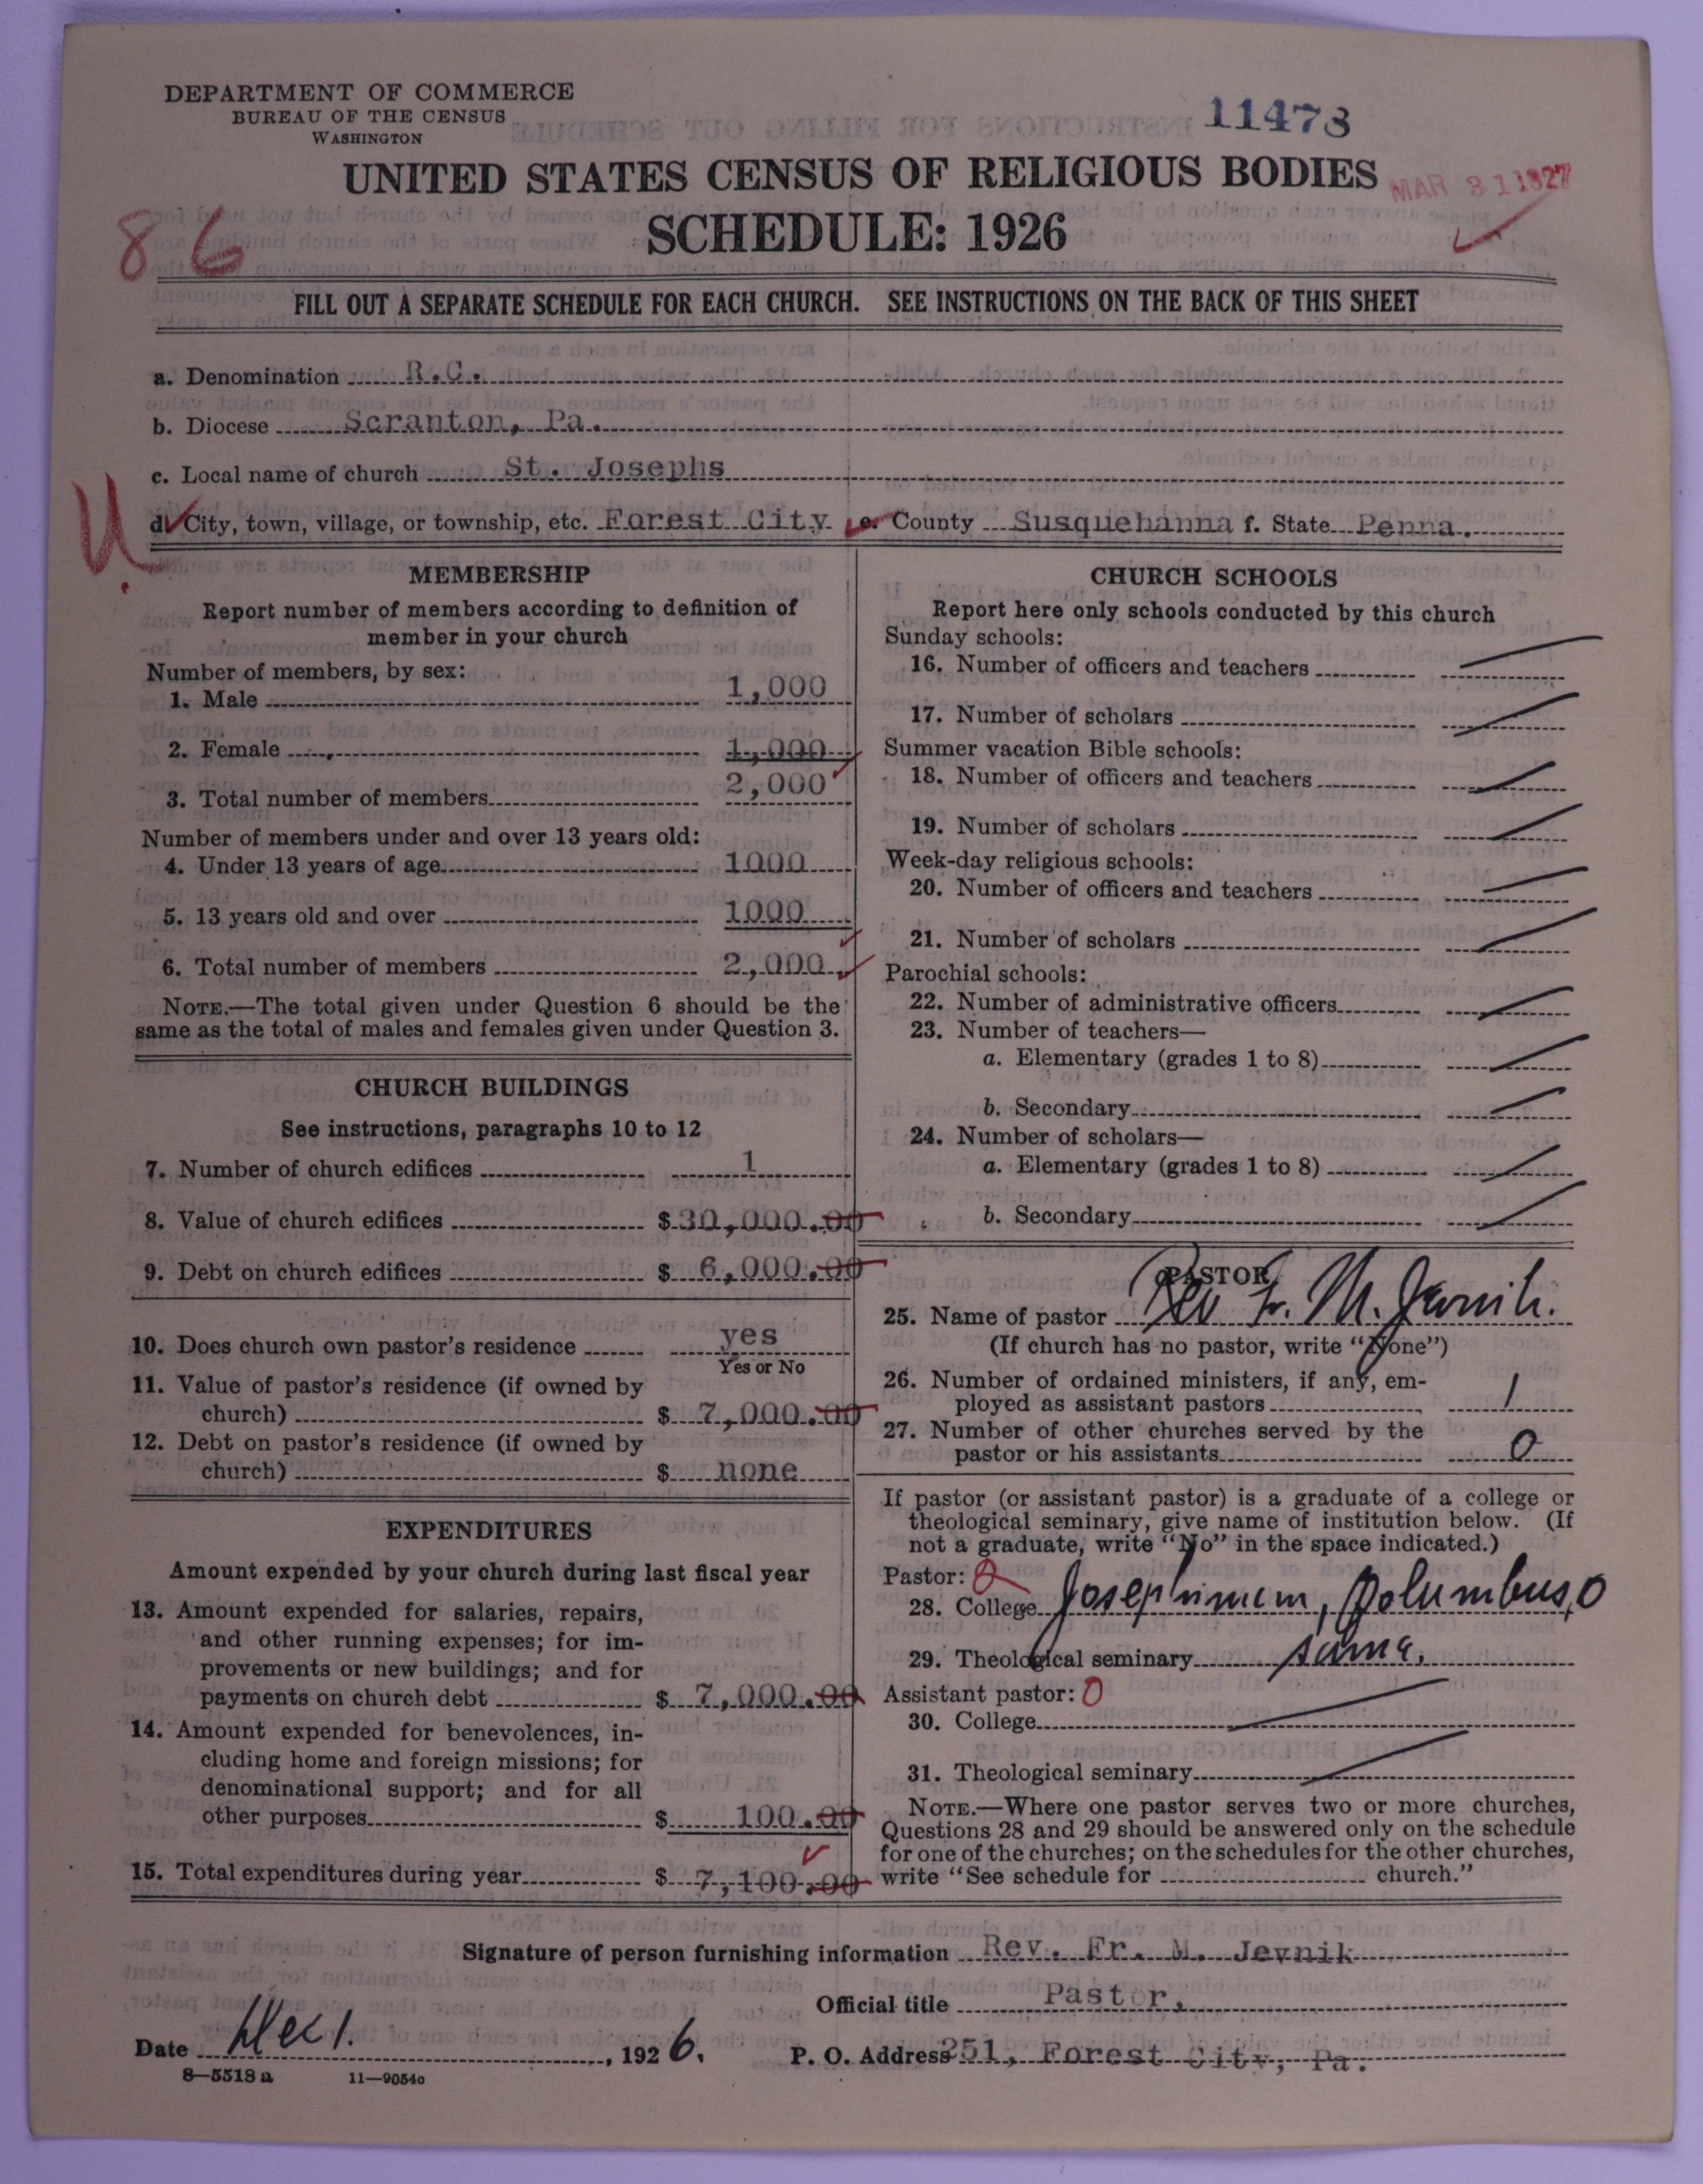 DEPARTMENT OF COMMERCE
BUREAU OF THE CENSUS
WASHINGTON
11473
UNITED STATES CENSUS OF RELIGIOUS BODIES
MAR 31 1927
SCHEDULE: 1926
86
FILL OUT A SEPARATE SCHEDULE FOR EACH CHURCH. SEE INSTRUCTIONS ON THE BACK OF THIS SHEET
a. Denomination R.C.
b. Diocese Scranton, Pa.
c. Local name of church St. Josephs
U.
d. City, town, village, or township, etc. Forest City e. County Susquehanna f. State Penna.
MEMBERSHIP
Report number of members according to definition of
member in your church
Number of members, by sex:
1. Male 1,000
2. Female 1,000
3. Total number of members 2,000
Number of members under and over 13 years old:
4. Under 13 years of age 1000
5. 13 years old and over 1000
6. Total number of members 2,000
NOTE.—The total given under Question 6 should be the
same as the total of males and females given under Question 3.
CHURCH BUILDINGS
See instructions, paragraphs 10 to 12
7. Number of church edifices 1
8. Value of church edifices $30,000.00
9. Debt on church edifices $ 6,000.00
10. Does church own pastor's residence yes
Yes or No
11. Value of pastor's residence (if owned by
church) $ 7,000.00
12. Debt on pastor's residence (if owned by
church) $ none
EXPENDITURES
Amount expended by your church during last fiscal year
13. Amount expended for salaries, repairs,
and other running expenses; for im-
provements or new buildings; and for
payments on church debt $ 7,000.00
14. Amount expended for benevolences, in-
cluding home and foreign missions; for
denominational support; and for all
other purposes $ 100.00
15. Total expenditures during year $ 7,100.00
CHURCH SCHOOLS
Report here only schools conducted by this church
Sunday schools:
16. Number of officers and teachers
17. Number of scholars
Summer vacation Bible schools:
18. Number of officers and teachers
19. Number of scholars
Week-day religious schools:
20. Number of officers and teachers
21. Number of scholars
Parochial schools:
22. Number of administrative officers
23. Number of teachers—
a. Elementary (grades 1 to 8)
b. Secondary
24. Number of scholars—
a. Elementary (grades 1 to 8)
b. Secondary
PASTOR
25. Name of pastor Rev Fr. M. Jevnik.
(If church has no pastor, write "None")
26. Number of ordained ministers, if any, em-
ployed as assistant pastors 1
27. Number of other churches served by the
pastor or his assistants 0
If pastor (or assistant pastor) is a graduate of a college or
theological seminary, give name of institution below. (If
not a graduate, write "No" in the space indicated.)
Pastor:
28. College Josephinum, Columbus, O
29. Theological seminary same.
Assistant pastor: 0
30. College
31. Theological seminary
NOTE.—Where one pastor serves two or more churches,
Questions 28 and 29 should be answered only on the schedule
for one of the churches; on the schedules for the other churches,
write "See schedule for church."
Signature of person furnishing information Rev. Fr. M. Jevnik
Official title Pastor,
Date Dec 1. , 1926.
P. O. Address 251, Forest City, Pa.
8—5518 a 11—9054c